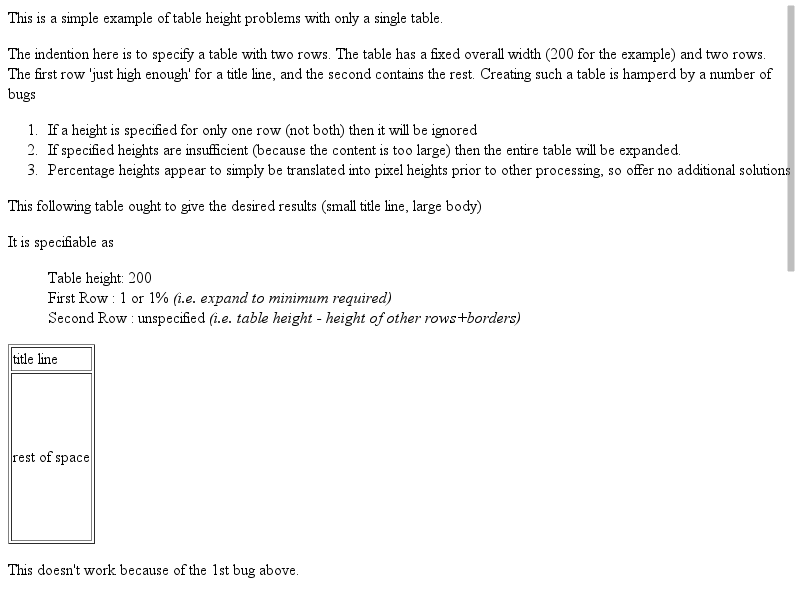 This is a simple example of table height problems with only a single table.
The indention here is to specify a table with two rows. The table has a fixed overall width (200 for the example) and two rows.
The first row 'just high enough' for a title line, and the second contains the rest. Creating such a table is hamperd by a number of
bugs
1. If a height is specified for only one row (not both) then it will be ignored
2. If specified heights are insufficient (because the content is too large) then the entire table will be expanded.
3. Percentage heights appear to simply be translated into pixel heights prior to other processing, so offer no additional solutions
This following table ought to give the desired results (small title line, large body)
It is specifiable as
Table height: 200
First Row : 1 or 1% (i.e. expand to minimum required)
Second Row : unspecified (i.e. table height - height of other rows+borders)
title line
rest of space
This doesn't work because of the 1st bug above.